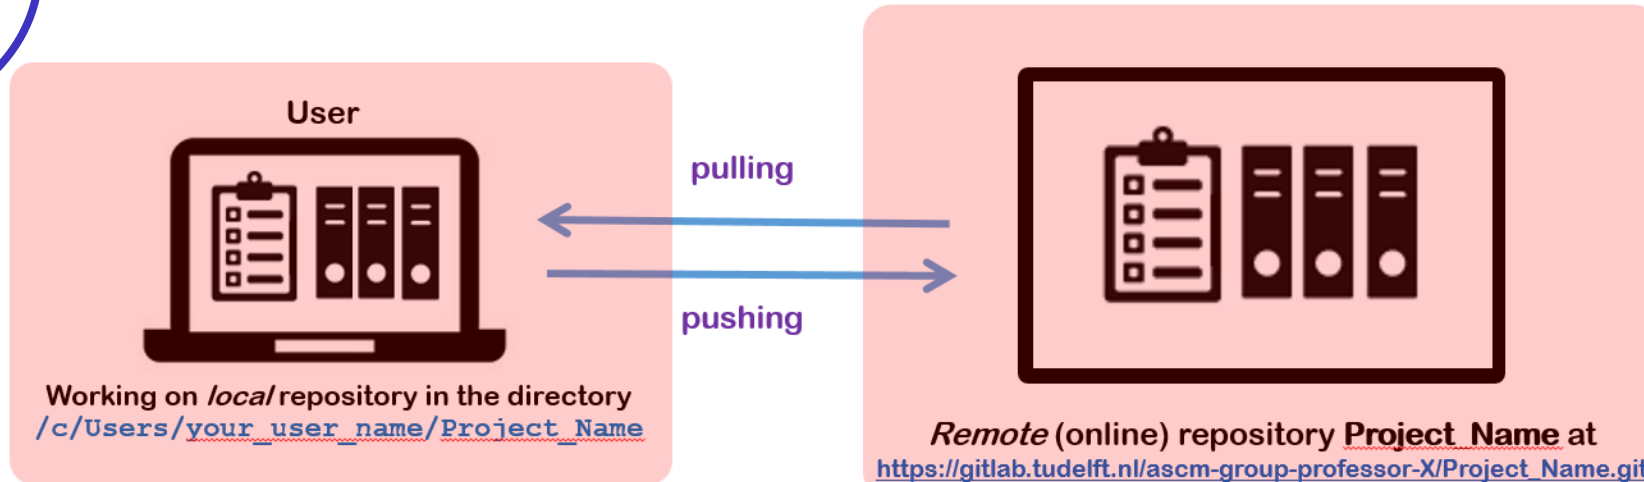 User
Working on local repository in the directory
/c/Users/your_user_name/Project_Name
pulling
pushing
Remote (online) repository Project_Name at
https://gitlab.tudelft.nl/ascm-group-professor-X/Project_Name.git